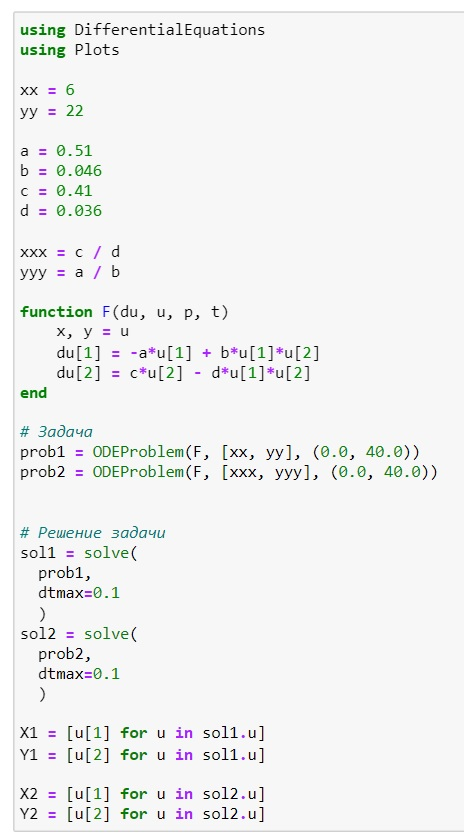 using DifferentialEquations
using Plots

xx = 6
yy = 22

a = 0.51
b = 0.046
c = 0.41
d = 0.036

xxx = c / d
yyy = a / b

function F(du, u, p, t)
    x, y = u
    du[1] = -a*u[1] + b*u[1]*u[2]
    du[2] = c*u[2] - d*u[1]*u[2]
end

# Задача
prob1 = ODEProblem(F, [xx, yy], (0.0, 40.0))
prob2 = ODEProblem(F, [xxx, yyy], (0.0, 40.0))


# Решение задачи
sol1 = solve(
  prob1,
  dtmax=0.1
  )
sol2 = solve(
  prob2,
  dtmax=0.1
  )

X1 = [u[1] for u in sol1.u]
Y1 = [u[2] for u in sol1.u]

X2 = [u[1] for u in sol2.u]
Y2 = [u[2] for u in sol2.u]